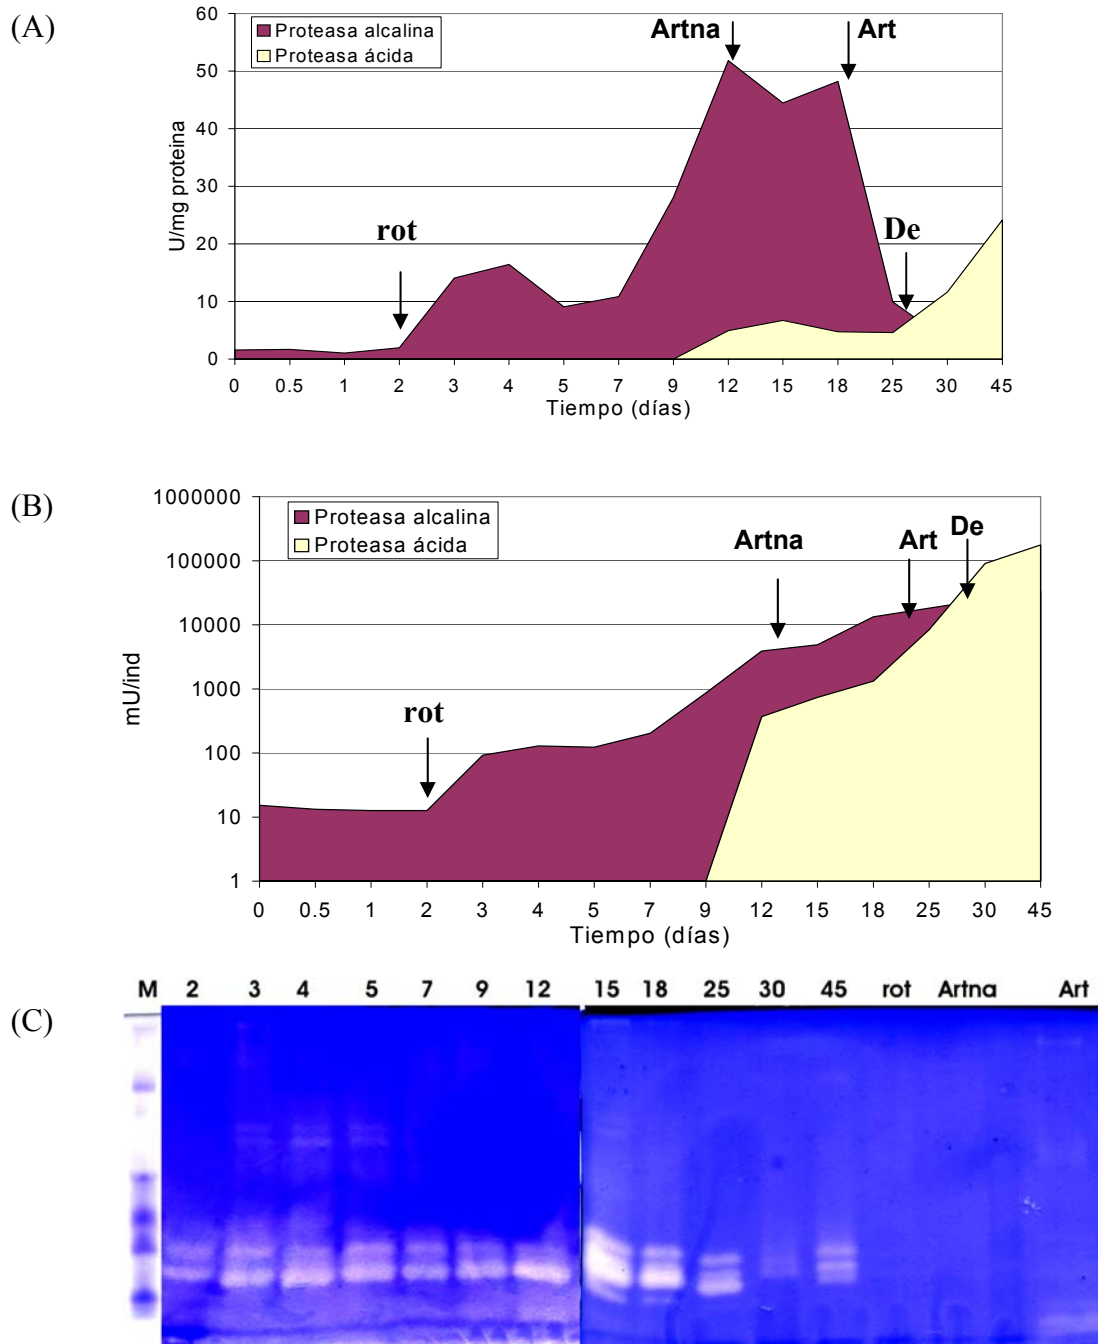 (A)
60
50
40
30
20
10
0
U/mg proteina
Proteasa alcalina
Proteasa ácida
rot
Artna
Art
De
0 0.5 1 2 3 4 5 7 9 12 15 18 25 30 45
Tiempo (días)
(B)
1000000
100000
10000
1000
100
10
1
mU/ind
Proteasa alcalina
Proteasa ácida
rot
Artna
Art
De
0 0.5 1 2 3 4 5 7 9 12 15 18 25 30 45
Tiempo (días)
(C)
M 2 3 4 5 7 9 12 15 18 25 30 45 rot Artna Art